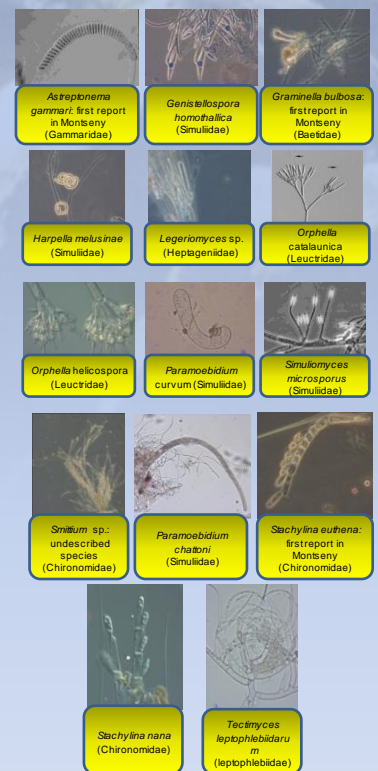 Astreptonema
gammari: first report
in Montseny
(Gammaridae)
Genistellospora
homothallica
(Simuliidae)
Graminella bulbosa:
first report in
Montseny
(Baetidae)
Harpella melusinae
(Simuliidae)
Legeriomyces sp.
(Heptageniidae)
Orphella
catalaunica
(Leuctridae)
Orphella helicospora
(Leuctridae)
Paramoebidium
curvum (Simuliidae)
Simuliomyces
microsporus
(Simuliidae)
Smittium sp.:
undescribed
species
(Chironomidae)
Paramoebidium
chattoni
(Simuliidae)
Stachylina euthena:
first report in
Montseny
(Chironomidae)
Stachylina nana
(Chironomidae)
Tectimyces
leptophlebiidaru
m
(leptophlebiidae)